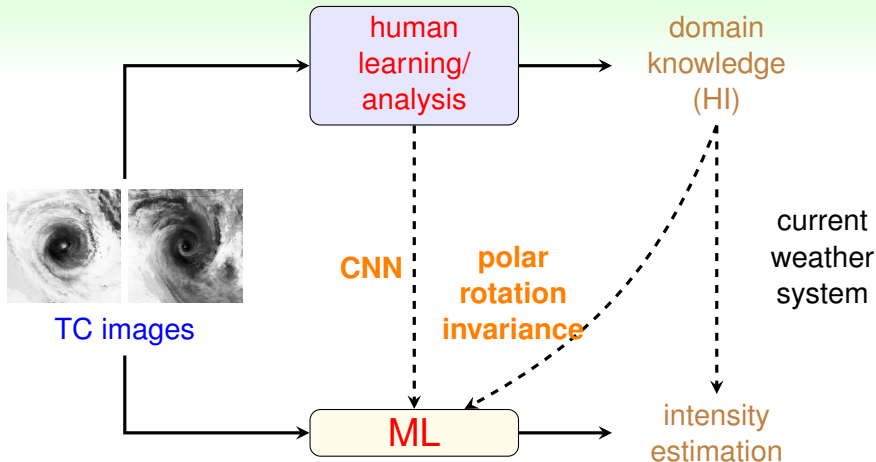 human
learning/
analysis
domain
knowledge
(HI)
CNN
polar
rotation
invariance
current
weather
system
TC images
ML
intensity
estimation